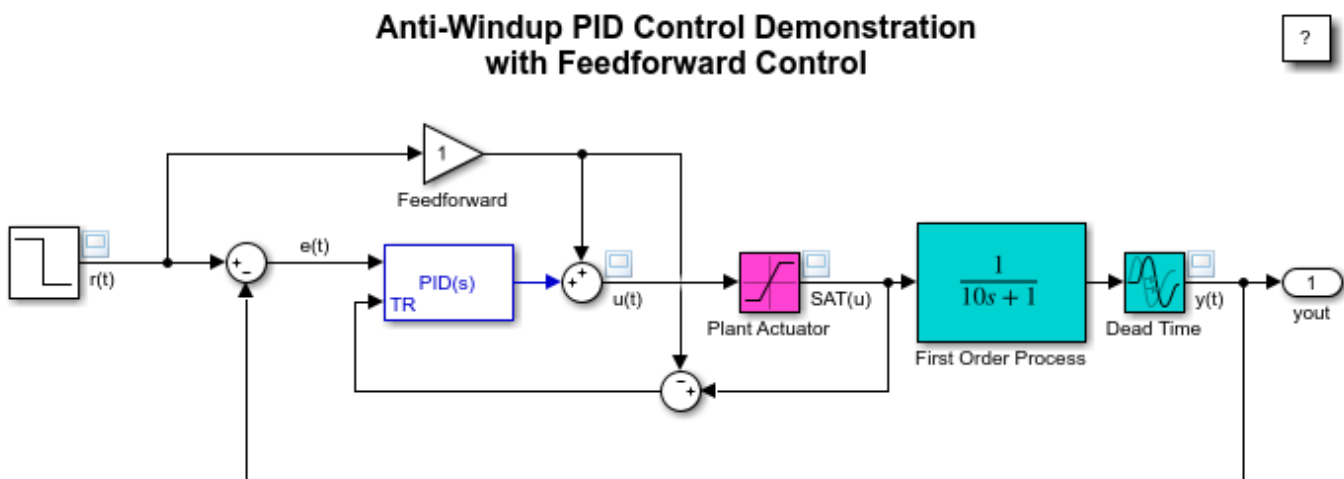 Anti-Windup PID Control Demonstration
with Feedforward Control
?
1
Feedforward
r(t)
+
−
e(t)
PID(s)
TR
+
+
u(t)
Plant Actuator
SAT(u)
1
10s + 1
First Order Process
Dead Time
y(t)
1
yout
−
+